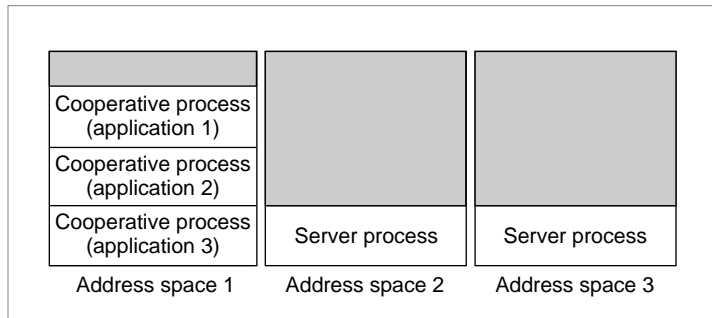 Cooperative process
(application 1)
Cooperative process
(application 2)
Cooperative process
(application 3)
Server process
Server process
Address space 1
Address space 2
Address space 3